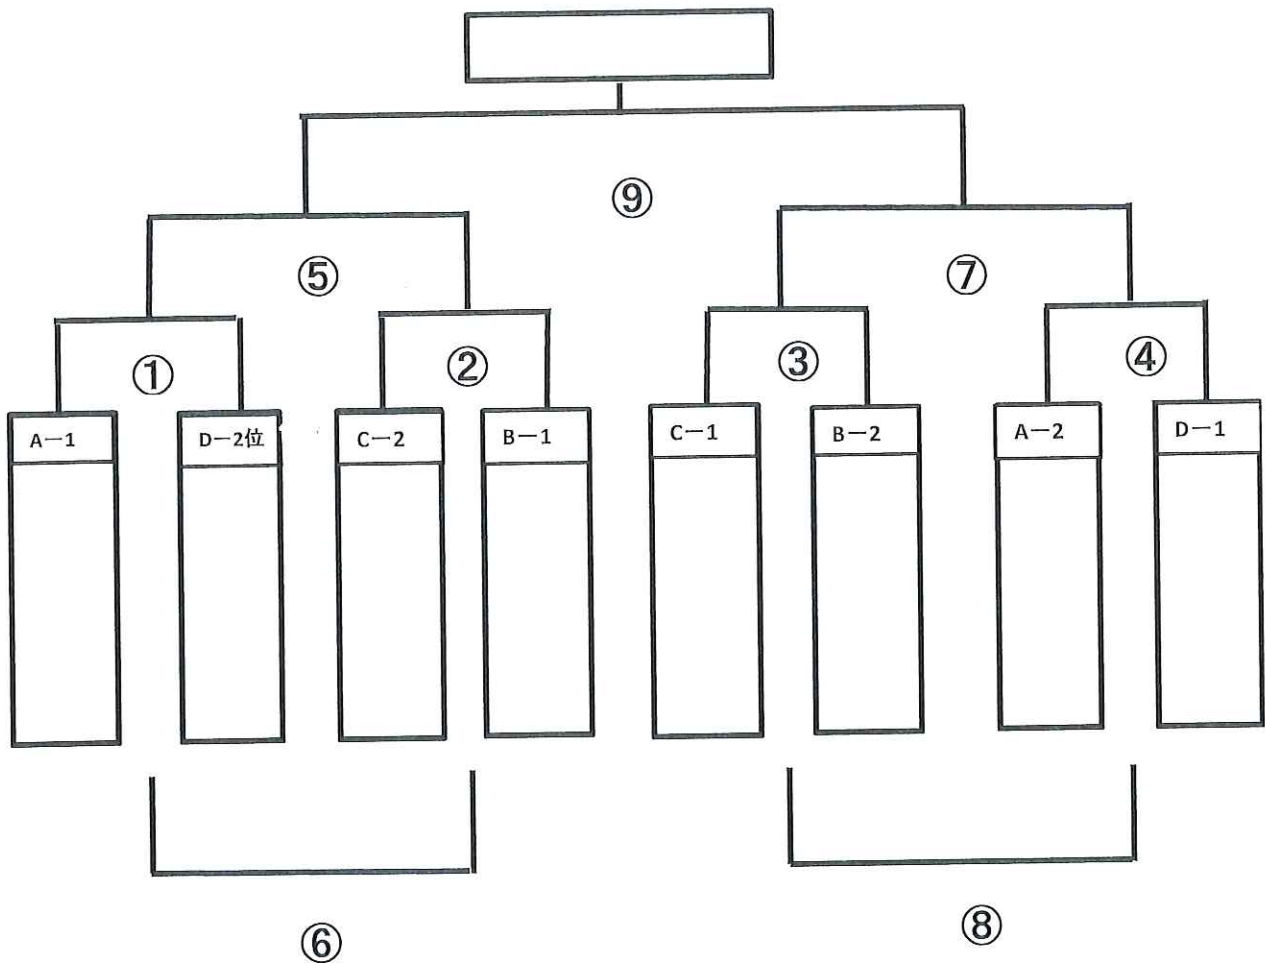 ⑨
⑤ ⑦
① ② ③ ④
A－1 D－2位 C－2 B－1 C－1 B－2 A－2 D－1
⑥ ⑧